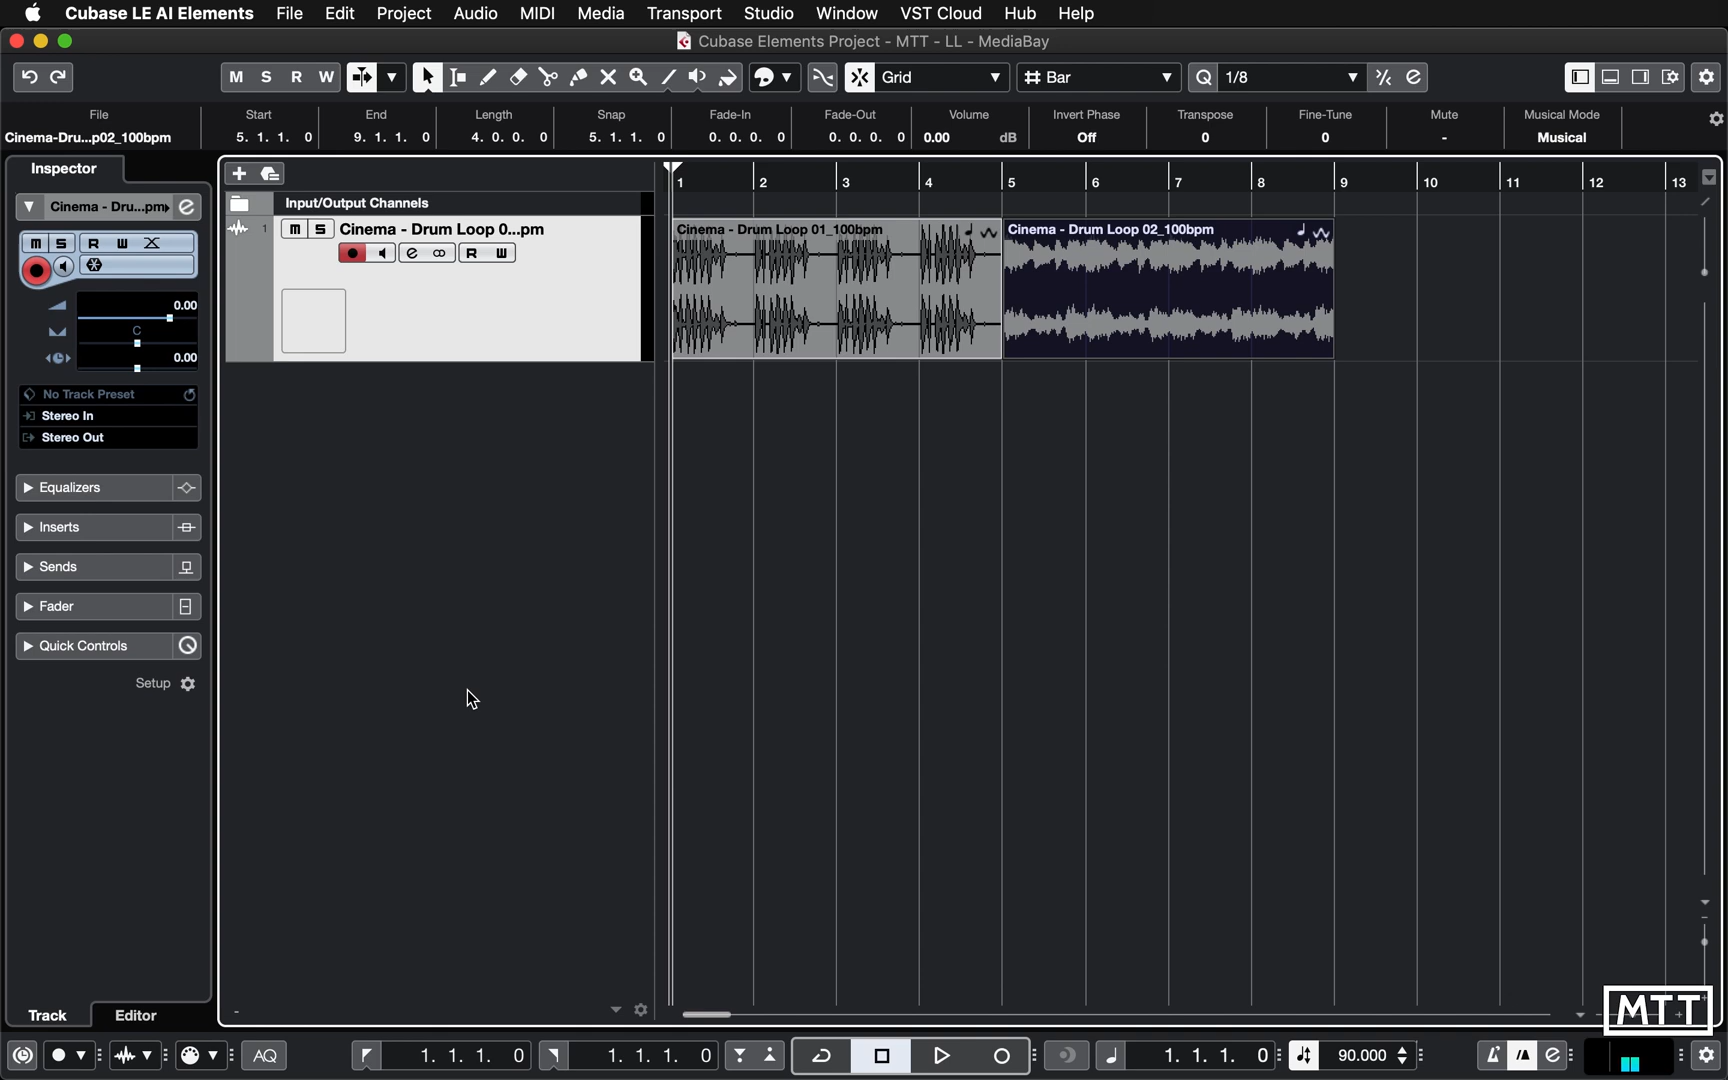 Cubase LE AI Elements File Edit Project Audio MIDI Media Transport Studio Window VST Cloud Hub Help
Cubase Elements Project - MTT - LL - MediaBay
M S R W Grid Bar Q 1/8
File Start End Length Snap Fade-In Fade-Out Volume Invert Phase Transpose Fine-Tune Mute Musical Mode
Cinema-Dru...p02_100bpm 5. 1. 1. 0 9. 1. 1. 0 4. 0. 0. 0 5. 1. 1. 0 0. 0. 0. 0 0. 0. 0. 0 0.00 dB Off 0 0 - Musical
Inspector
1 2 3 4 5 6 7 8 9 10 11 12 13
Cinema - Dru...pm
Input/Output Channels
1 M S Cinema - Drum Loop 0...pm
Cinema - Drum Loop 01_100bpm
Cinema - Drum Loop 02_100bpm
M S R W
e R W
0.00
C
0.00
No Track Preset
Stereo In
Stereo Out
Equalizers
Inserts
Sends
Fader
Quick Controls
Setup
MTT
Track Editor
AQ 1. 1. 1. 0 1. 1. 1. 0 1. 1. 1. 0 90.000